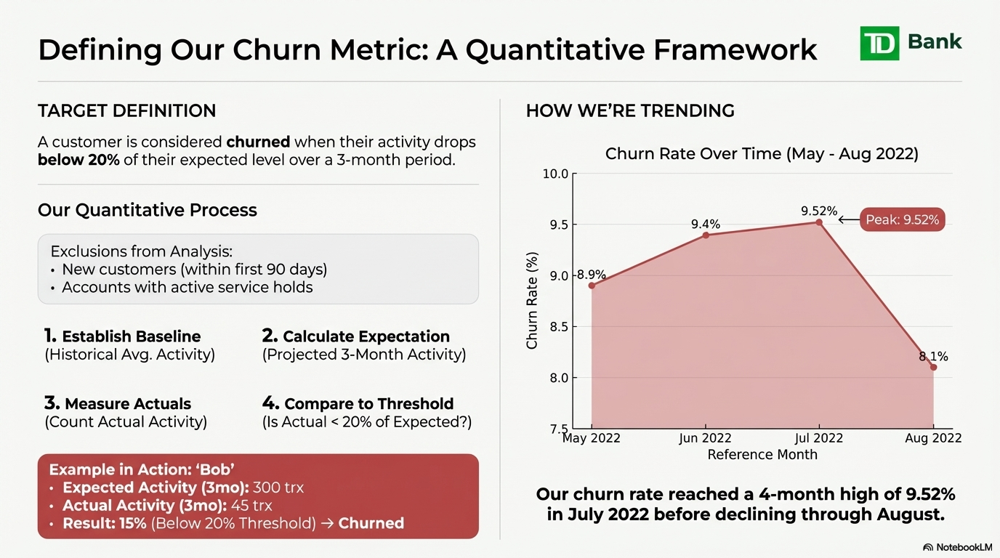 Defining Our Churn Metric: A Quantitative Framework
TD Bank
TARGET DEFINITION
A customer is considered churned when their activity drops
below 20% of their expected level over a 3-month period.
Our Quantitative Process
Exclusions from Analysis:
• New customers (within first 90 days)
• Accounts with active service holds
1. Establish Baseline
(Historical Avg. Activity)
2. Calculate Expectation
(Projected 3-Month Activity)
3. Measure Actuals
(Count Actual Activity)
4. Compare to Threshold
(Is Actual < 20% of Expected?)
Example in Action: ‘Bob’
• Expected Activity (3mo): 300 trx
• Actual Activity (3mo): 45 trx
• Result: 15% (Below 20% Threshold) → Churned
HOW WE’RE TRENDING
Churn Rate Over Time (May - Aug 2022)
Churn Rate (%)
10.0
9.5
9.0
8.5
8.0
7.5
8.9%
9.4%
9.52%
Peak: 9.52%
8.1%
May 2022
Jun 2022
Jul 2022
Aug 2022
Reference Month
Our churn rate reached a 4-month high of 9.52%
in July 2022 before declining through August.
NotebookLM